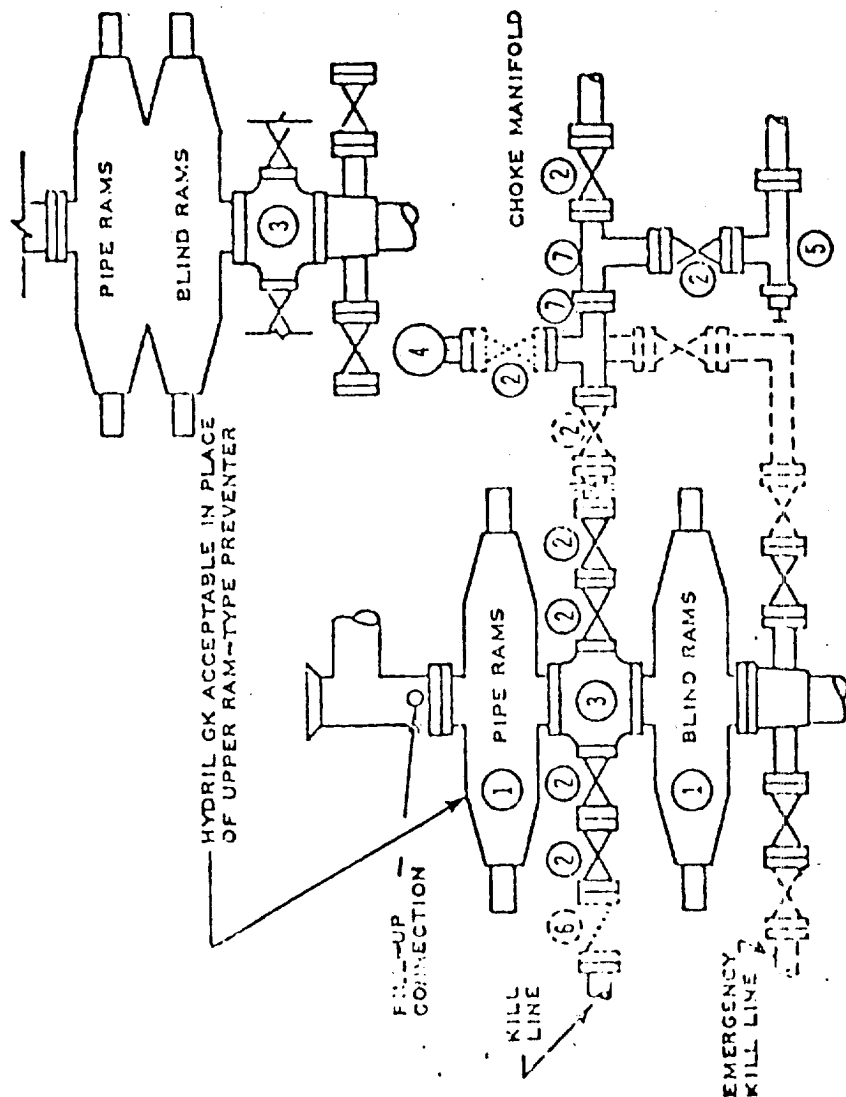 PIPE RAMS
BLIND RAMS
3
HYDRIL GK ACCEPTABLE IN PLACE
OF UPPER RAM-TYPE PREVENTER
CHOKE MANIFOLD
4
2
7
7
2
2
5
2
2
2
CONNECTION
1
PIPE RAMS
3
2
2
6
KILL
LINE
1
BLIND RAMS
EMERGENCY
KILL LINE